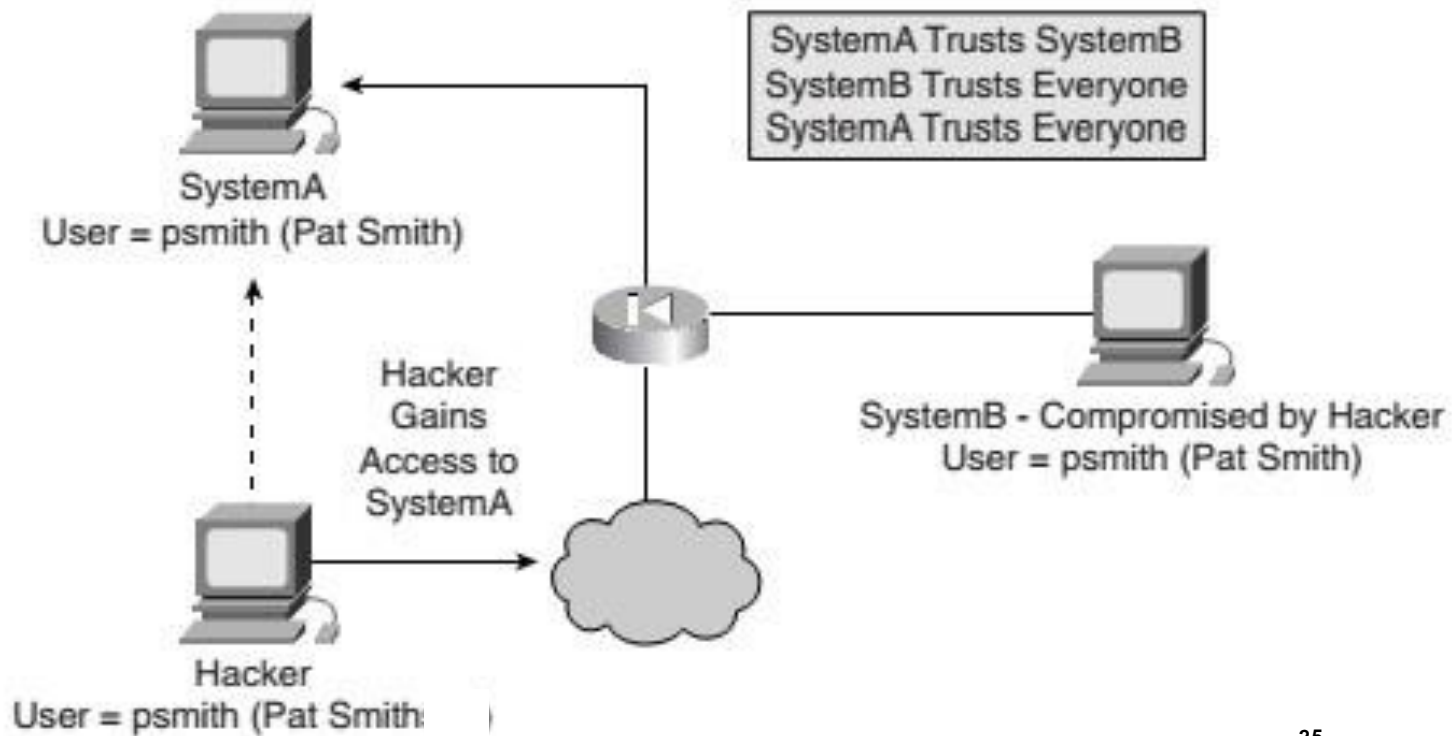 SystemA Trusts SystemB
SystemB Trusts Everyone
SystemA Trusts Everyone
SystemA
User = psmith (Pat Smith)
Hacker
Gains
Access to
SystemA
SystemB - Compromised by Hacker
User = psmith (Pat Smith)
Hacker
User = psmith (Pat